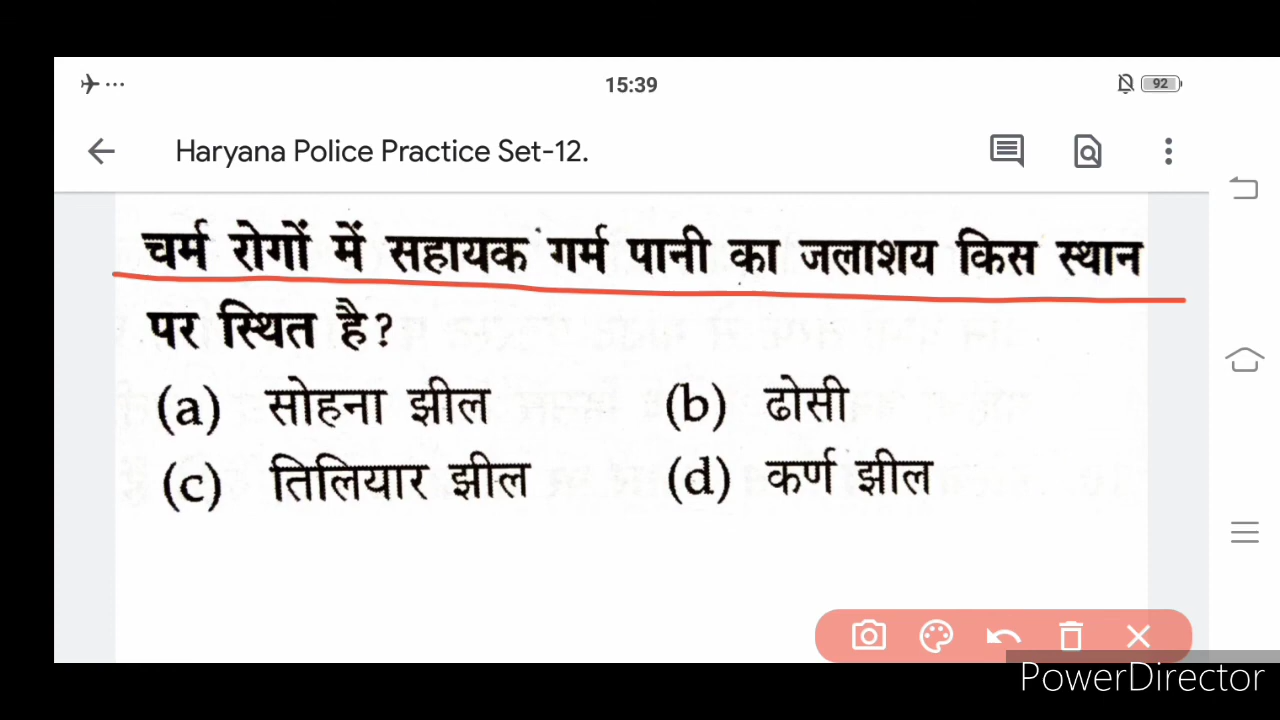 15:39
92
Haryana Police Practice Set-12.
चर्म रोगों में सहायक गर्म पानी का जलाशय किस स्थान
पर स्थित है?
(a) सोहना झील (b) ढोसी
(c) तिलियार झील (d) कर्ण झील
PowerDirector